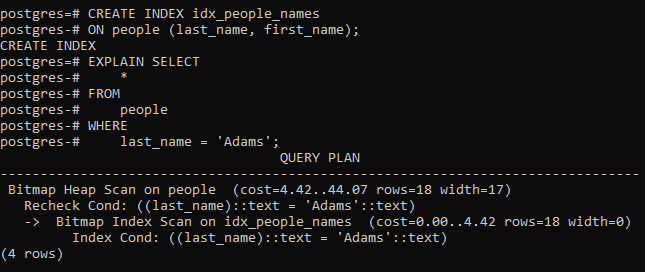 postgres=# CREATE INDEX idx_people_names
postgres-# ON people (last_name, first_name);
CREATE INDEX
postgres=# EXPLAIN SELECT
postgres-#     *
postgres-# FROM
postgres-#     people
postgres-# WHERE
postgres-#     last_name = 'Adams';
                                   QUERY PLAN
--------------------------------------------------------------------------------
 Bitmap Heap Scan on people  (cost=4.42..44.07 rows=18 width=17)
   Recheck Cond: ((last_name)::text = 'Adams'::text)
   ->  Bitmap Index Scan on idx_people_names  (cost=0.00..4.42 rows=18 width=0)
         Index Cond: ((last_name)::text = 'Adams'::text)
(4 rows)